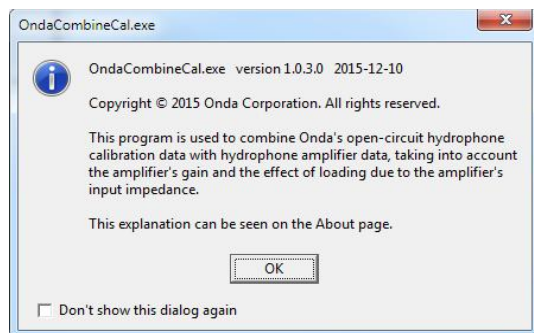 OndaCombineCal.exe
OndaCombineCal.exe version 1.0.3.0 2015-12-10
Copyright © 2015 Onda Corporation. All rights reserved.
This program is used to combine Onda's open-circuit hydrophone
calibration data with hydrophone amplifier data, taking into account
the amplifier's gain and the effect of loading due to the amplifier's
input impedance.
This explanation can be seen on the About page.
OK
Don't show this dialog again